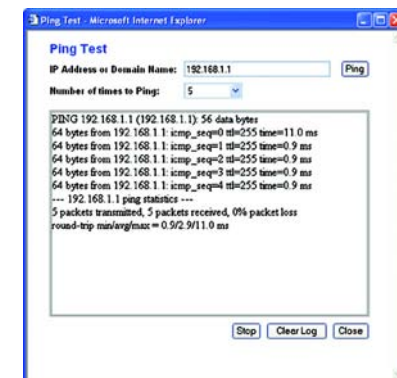 Ping Test - Microsoft Internet Explorer
Ping Test
IP Address or Domain Name: 192.168.1.1 Ping
Number of times to Ping: 5
PING 192.168.1.1 (192.168.1.1): 56 data bytes
64 bytes from 192.168.1.1: icmp_seq=0 ttl=255 time=11.0 ms
64 bytes from 192.168.1.1: icmp_seq=1 ttl=255 time=0.9 ms
64 bytes from 192.168.1.1: icmp_seq=2 ttl=255 time=0.9 ms
64 bytes from 192.168.1.1: icmp_seq=3 ttl=255 time=0.9 ms
64 bytes from 192.168.1.1: icmp_seq=4 ttl=255 time=0.9 ms
--- 192.168.1.1 ping statistics ---
5 packets transmitted, 5 packets received, 0% packet loss
round-trip min/avg/max = 0.9/2.9/11.0 ms
Stop Clear Log Close